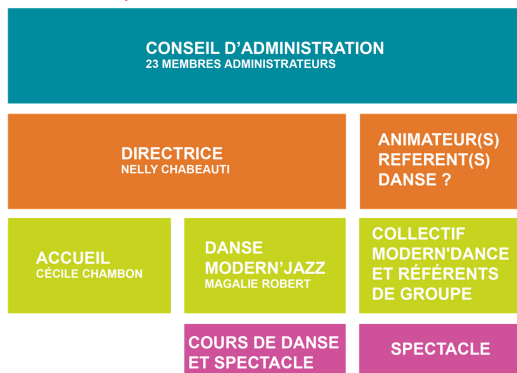 CONSEIL D'ADMINISTRATION
23 MEMBRES ADMINISTRATEURS
DIRECTRICE
NELLY CHABEAUTI
ANIMATEUR(S)
REFERENT(S)
DANSE ?
ACCUEIL
CÉCILE CHAMBON
DANSE
MODERN'JAZZ
MAGALIE ROBERT
COLLECTIF
MODERN'DANCE
ET RÉFÉRENTS
DE GROUPE
COURS DE DANSE
ET SPECTACLE
SPECTACLE